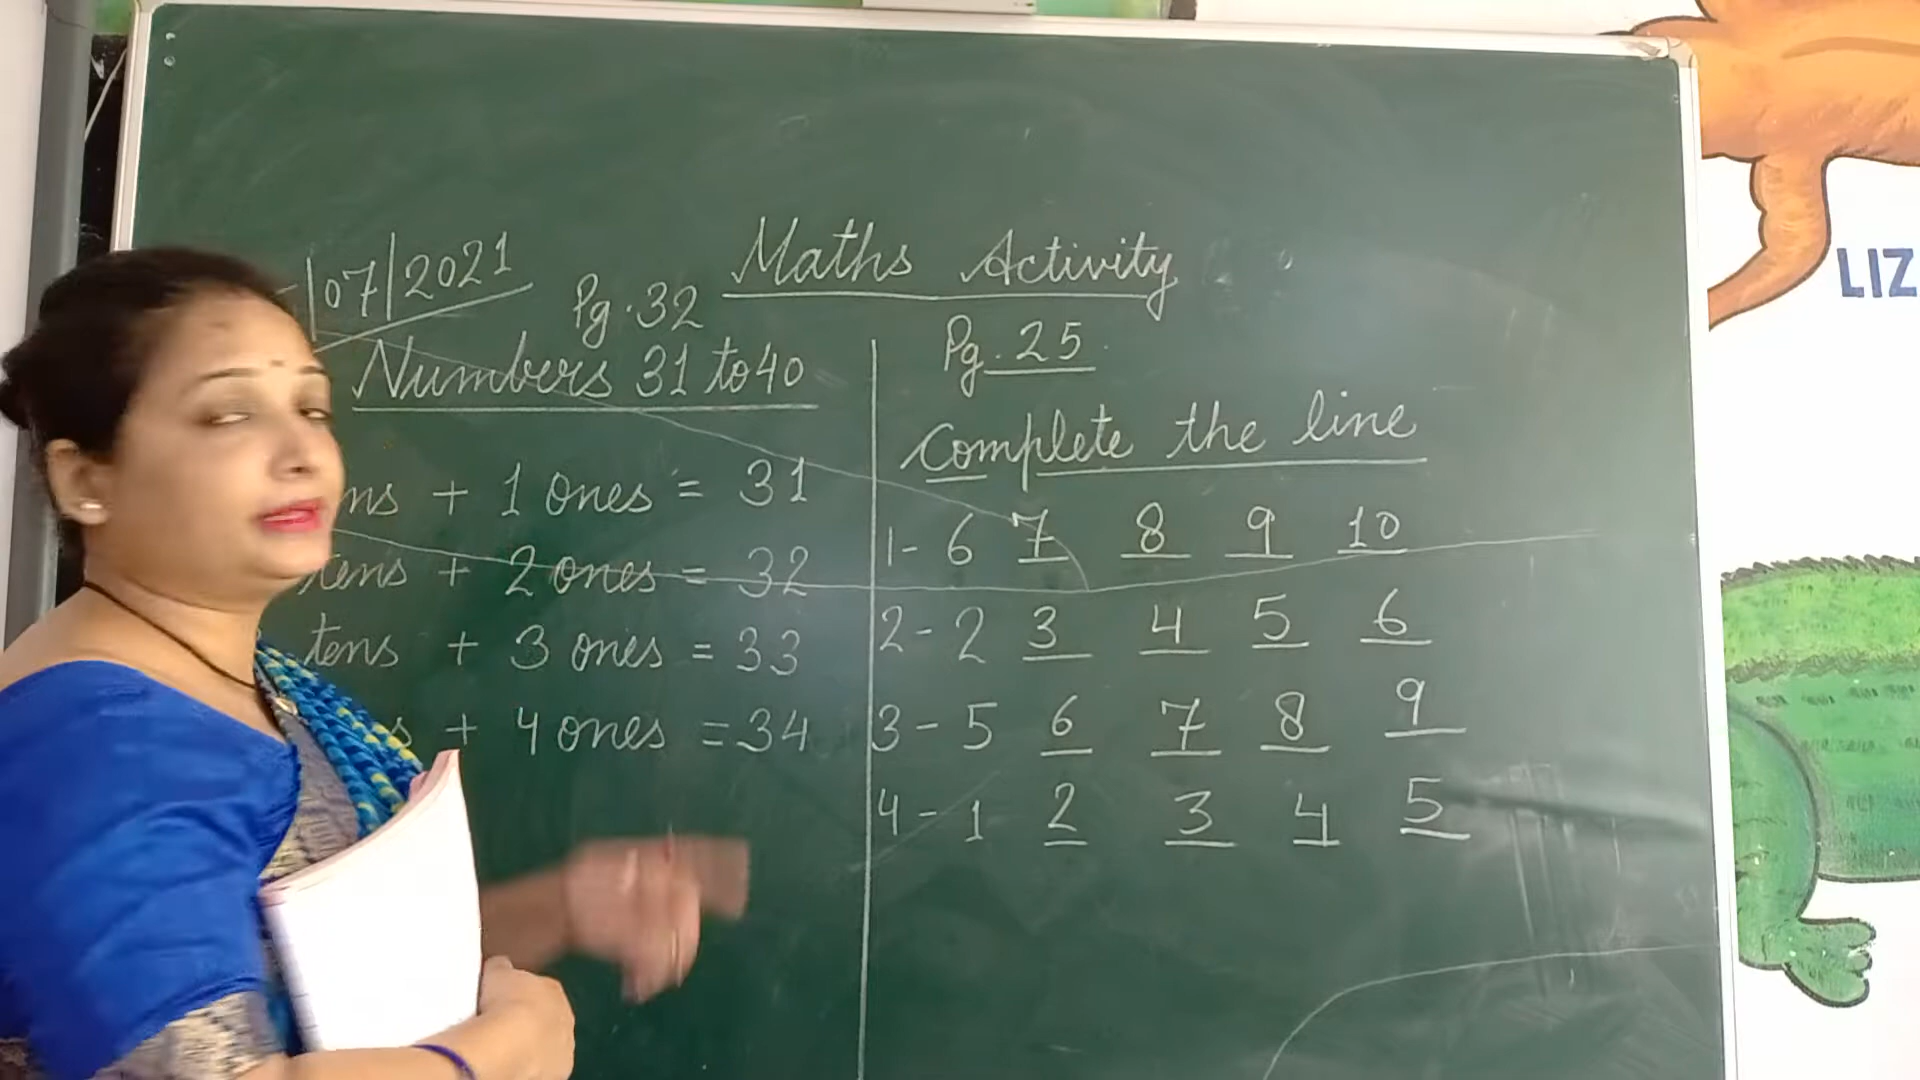 Maths Activity
/07/2021
Pg. 32
Numbers 31 to 40
ns + 1 Ones = 31
tens + 2 ones = 32
tens + 3 ones = 33
s + 4 ones = 34
Pg. 25
Complete the line
1- 6 7 8 9 10
2- 2 3 4 5 6
3- 5 6 7 8 9
4- 1 2 3 4 5
LIZ